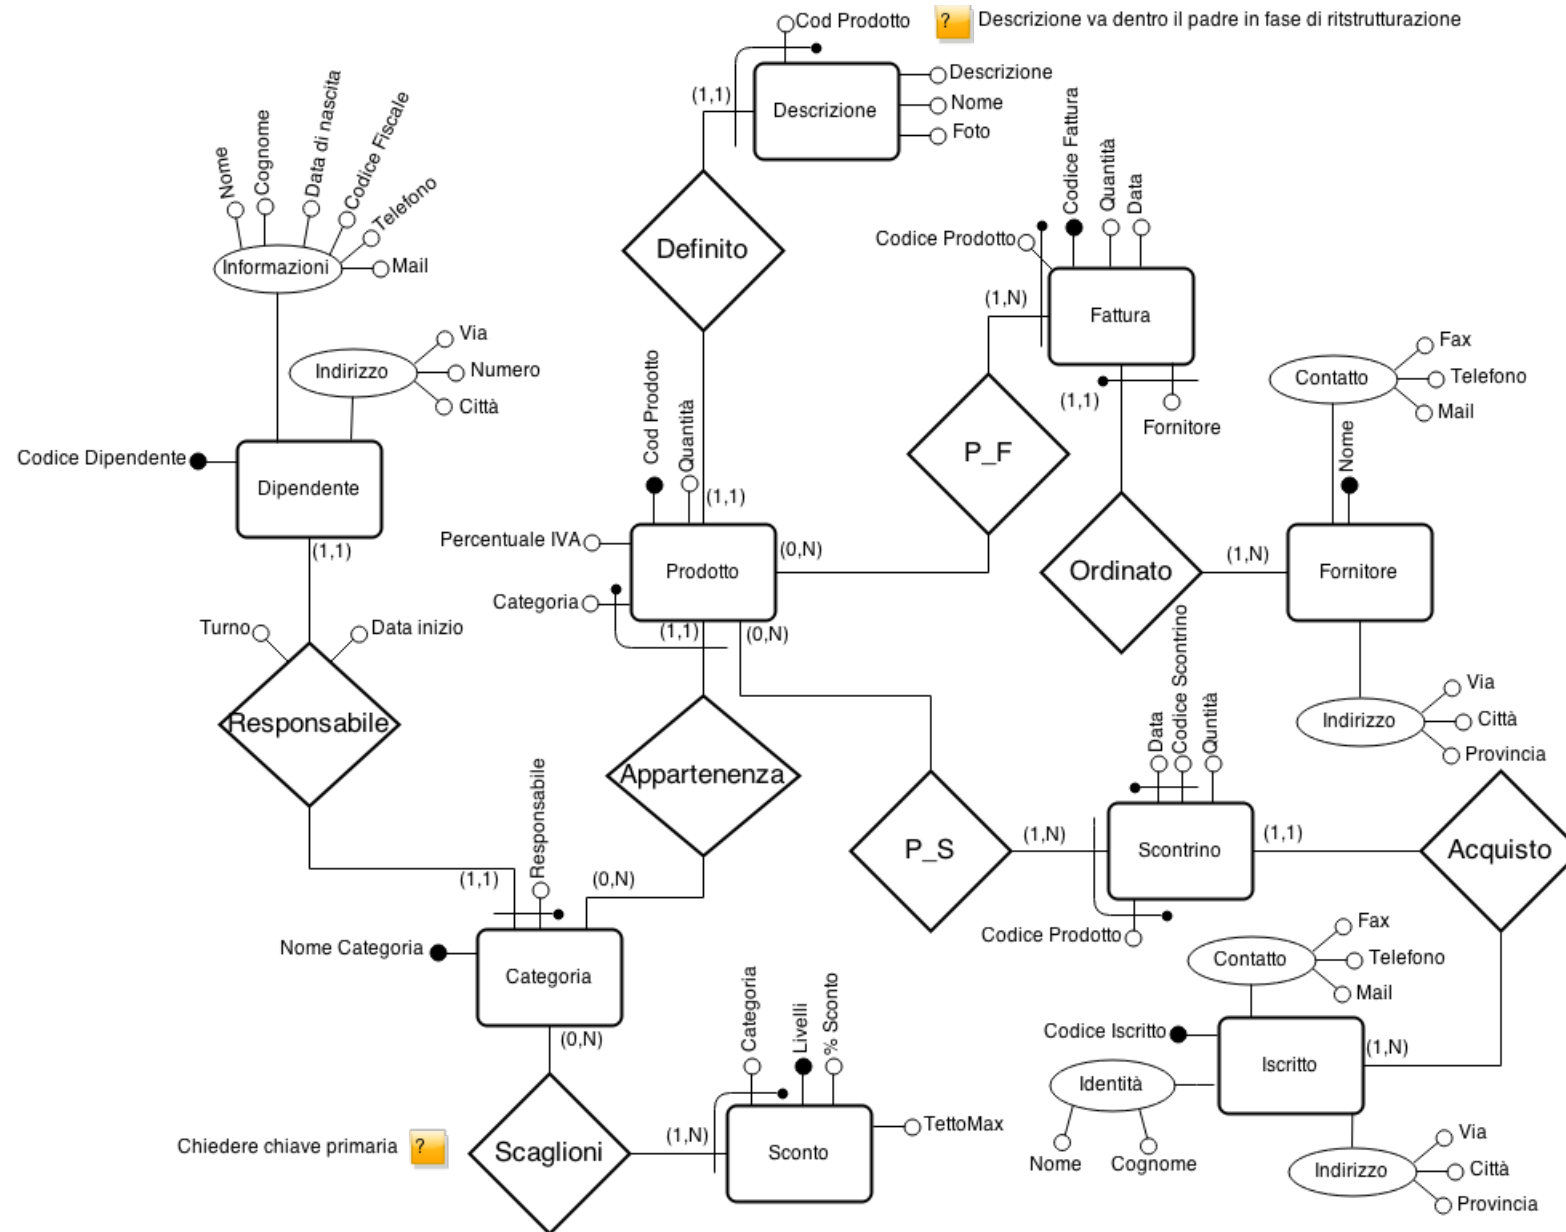 Cod Prodotto
? Descrizione va dentro il padre in fase di ritstrutturazione
Descrizione
(1,1)
Descrizione
Nome
Foto
Nome
Cognome
Data di nascita
Codice Fiscale
Telefono
Mail
Informazioni
Definito
Codice Fattura
Quantità
Data
Codice Prodotto
(1,N)
Fattura
(1,1)
Fornitore
Via
Numero
Città
Indirizzo
Fax
Telefono
Mail
Contatto
Nome
Codice Dipendente
Dipendente
(1,1)
Cod Prodotto
Quantità
(1,1)
P_F
Percentuale IVA
Prodotto
(0,N)
Categoria
(1,1)
(0,N)
Ordinato
(1,N)
Fornitore
Turno
Data inizio
Responsabile
Appartenenza
Data
Codice Scontrino
Quntità
Indirizzo
Via
Città
Provincia
P_S
(1,N)
Scontrino
(1,1)
Acquisto
Codice Prodotto
(1,1)
Responsabile
(0,N)
Nome Categoria
Categoria
(0,N)
Contatto
Fax
Telefono
Mail
Codice Iscritto
Iscritto
(1,N)
Identità
Nome
Cognome
Indirizzo
Via
Città
Provincia
Categoria
Livelli
% Sconto
Chiedere chiave primaria ?
Scaglioni
(1,N)
Sconto
TettoMax